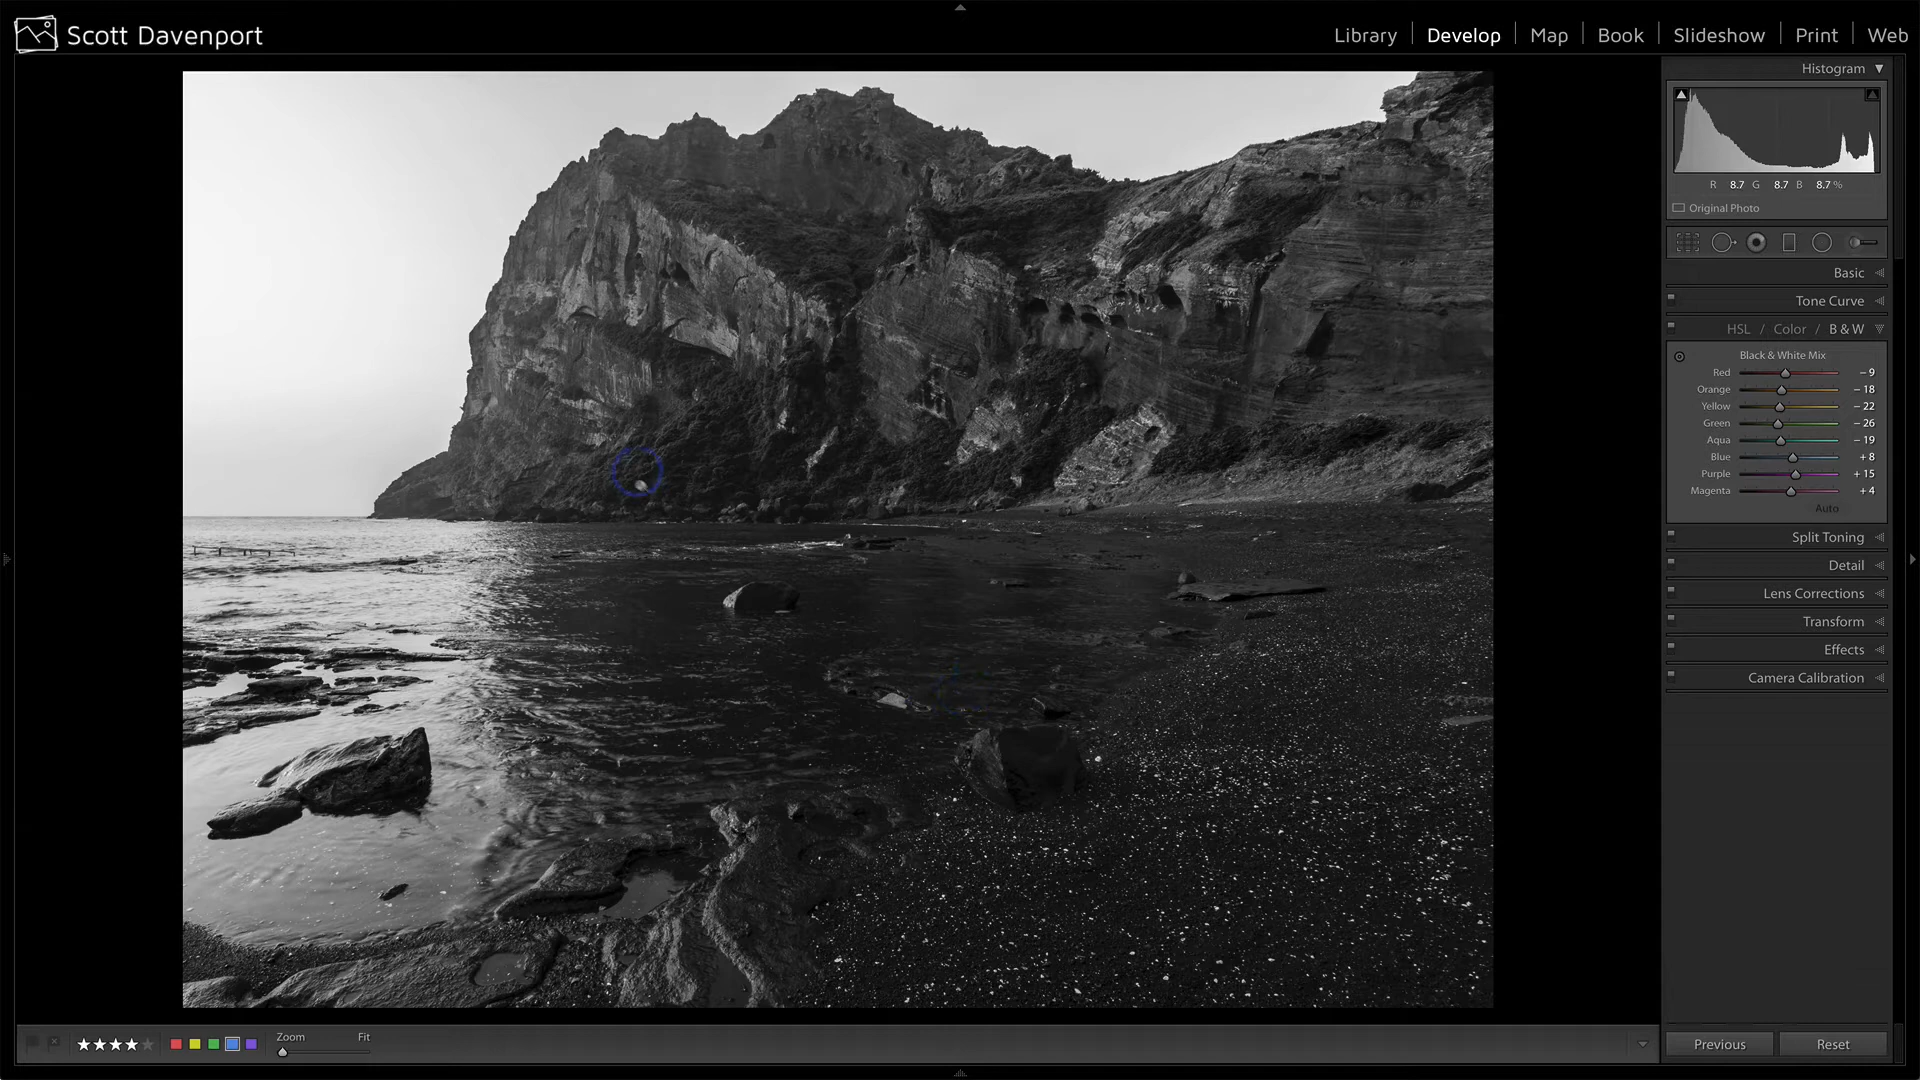 Scott Davenport
Library | Develop | Map | Book | Slideshow | Print | Web
Histogram
R 8.7 G 8.7 B 8.7 %
Original Photo
Basic
Tone Curve
HSL / Color / B & W
Black & White Mix
Red – 9
Orange – 18
Yellow – 22
Green – 26
Aqua – 19
Blue + 8
Purple + 15
Magenta + 4
Auto
Split Toning
Detail
Lens Corrections
Transform
Effects
Camera Calibration
Zoom Fit
Previous Reset